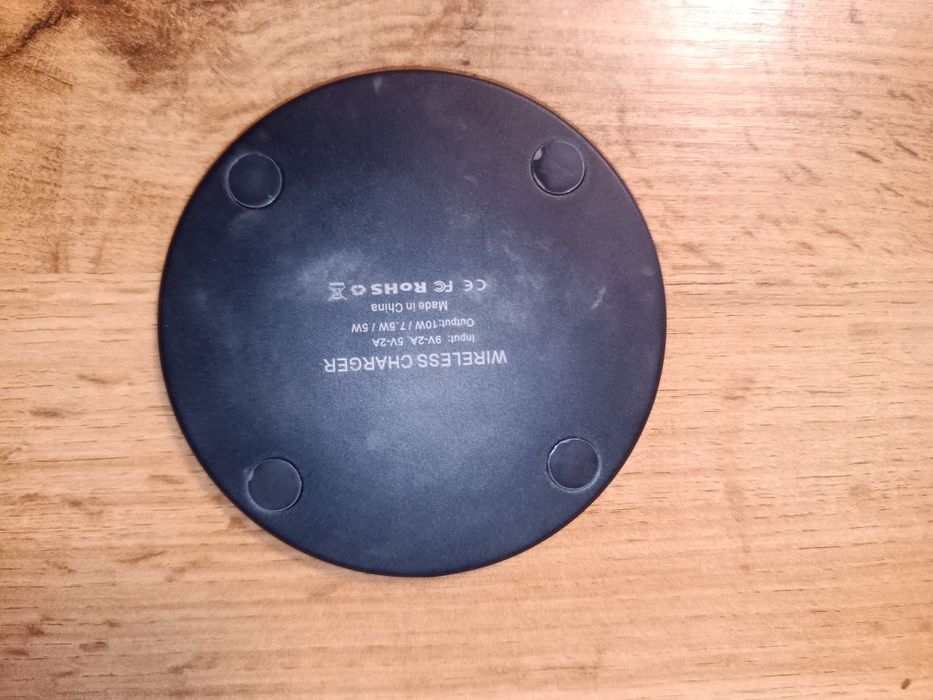 WIRELESS CHARGER
Input: 9V-2A 5V-2A
Output:10W / 7.5W / 5W
Made in China
CE FC RoHS